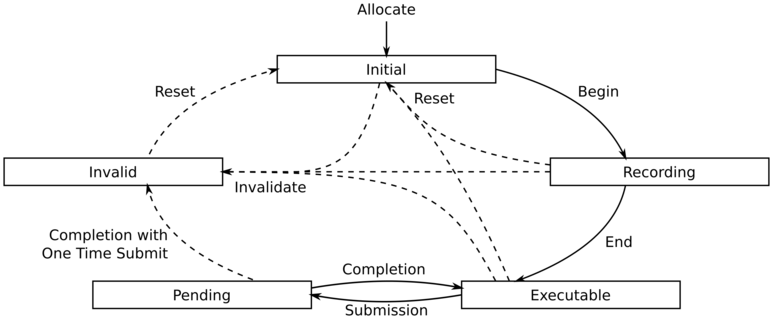 Allocate
Initial
Reset
Reset
Begin
Invalid
Invalidate
Recording
Completion with
One Time Submit
End
Completion
Pending
Executable
Submission